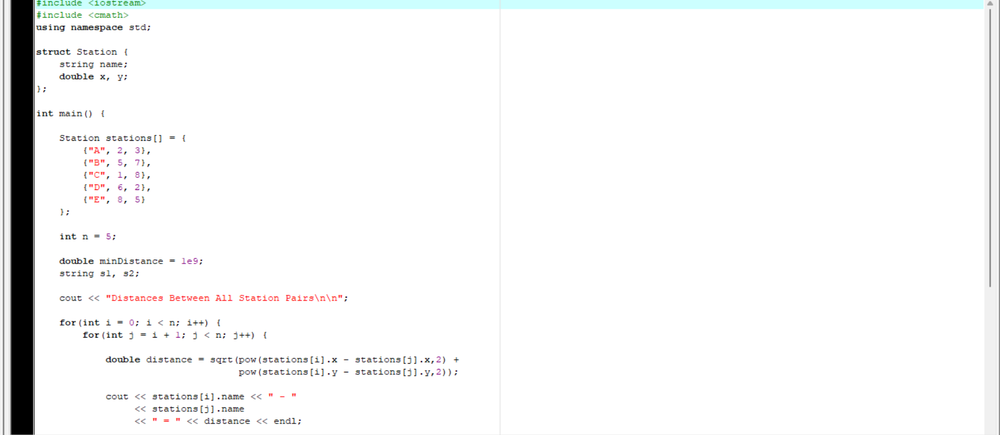 #include <iostream>
#include <cmath>
using namespace std;

struct Station {
    string name;
    double x, y;
};

int main() {

    Station stations[] = {
        {"A", 2, 3},
        {"B", 5, 7},
        {"C", 1, 8},
        {"D", 6, 2},
        {"E", 8, 5}
    };

    int n = 5;

    double minDistance = 1e9;
    string s1, s2;

    cout << "Distances Between All Station Pairs\n\n";

    for(int i = 0; i < n; i++) {
        for(int j = i + 1; j < n; j++) {

            double distance = sqrt(pow(stations[i].x - stations[j].x,2) +
                                   pow(stations[i].y - stations[j].y,2));

            cout << stations[i].name << " - "
                 << stations[j].name
                 << " = " << distance << endl;